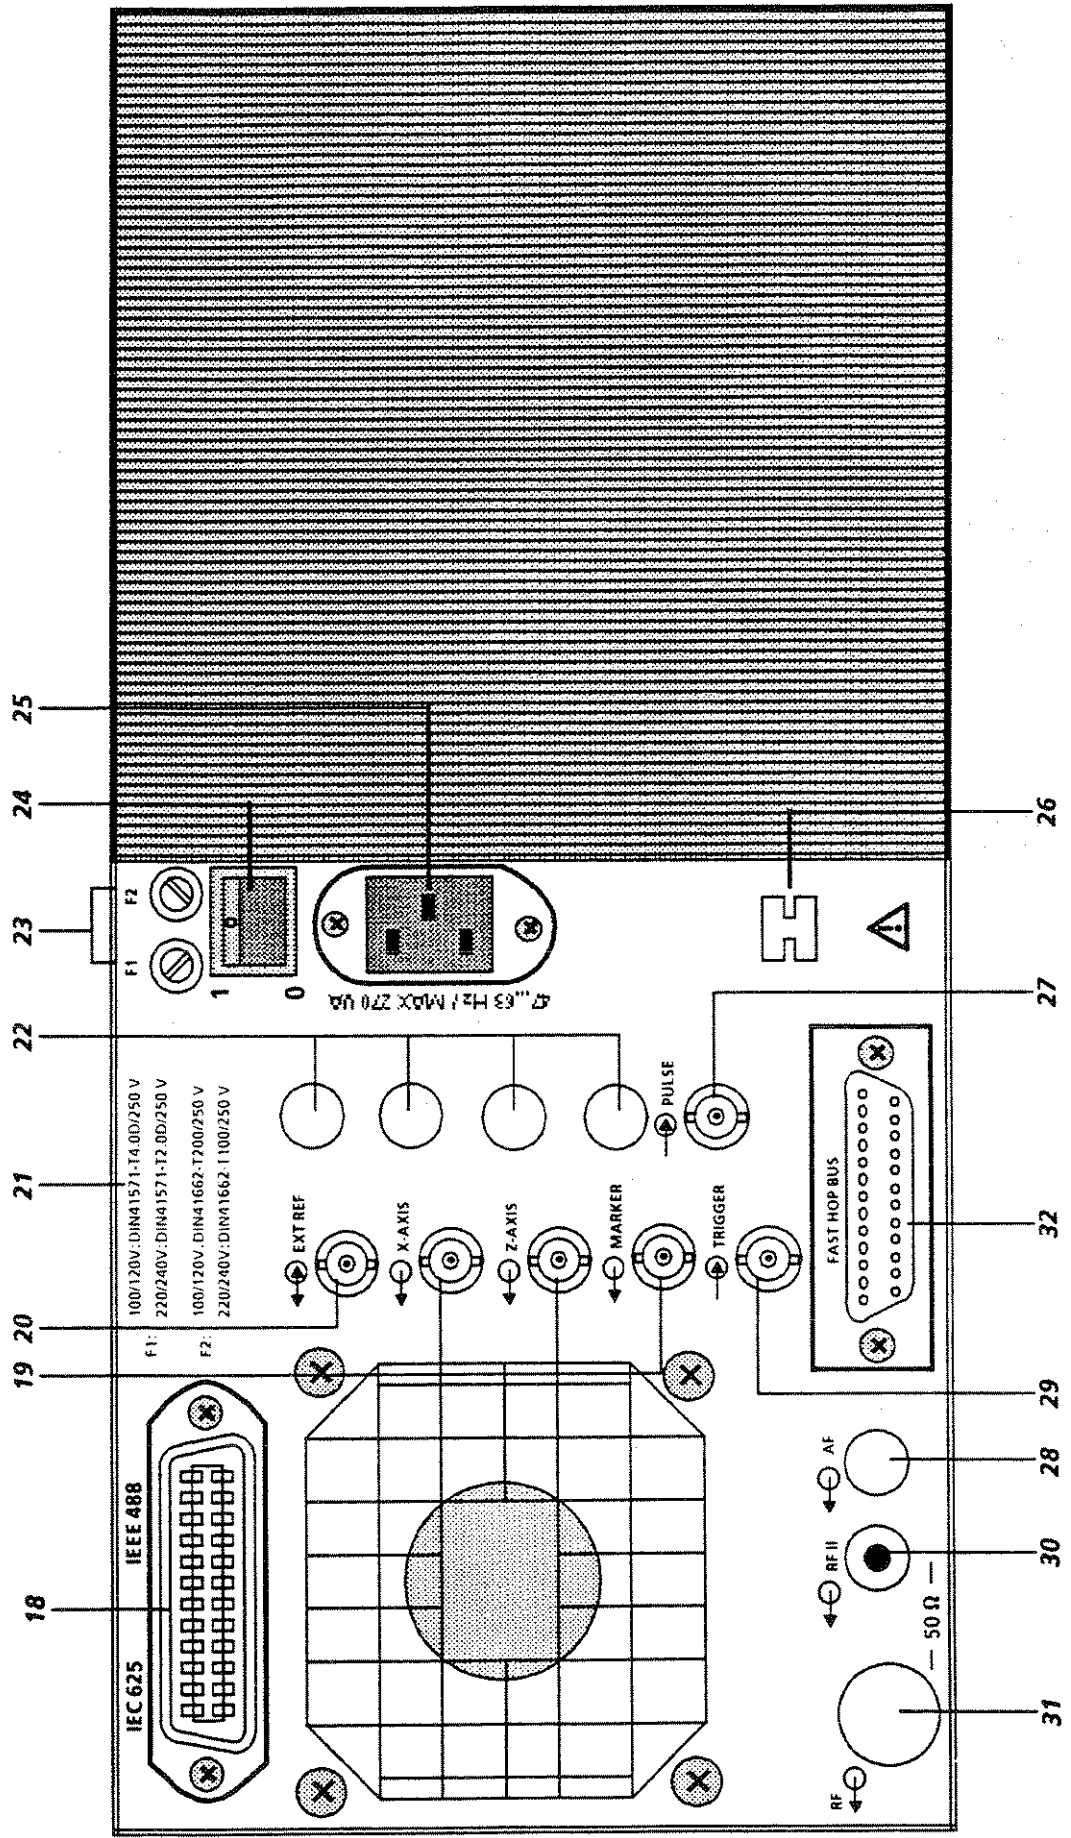 18
19
20
21
22
23
24
25
IEC 625
IEEE 488
F1:
100/120V:DIN41571-T4.0D/250 V
220/240V:DIN41571-T2.0D/250 V
F2:
100/120V:DIN41662-T200/250 V
220/240V:DIN41662-T100/250 V
F1
F2
1
0
47...63 Hz / MAX 270 VA
EXT REF
X-AXIS
Z-AXIS
MARKER
TRIGGER
PULSE
FAST HOP BUS
RF
RF II
AF
50 Ω
31
30
28
29
32
27
26